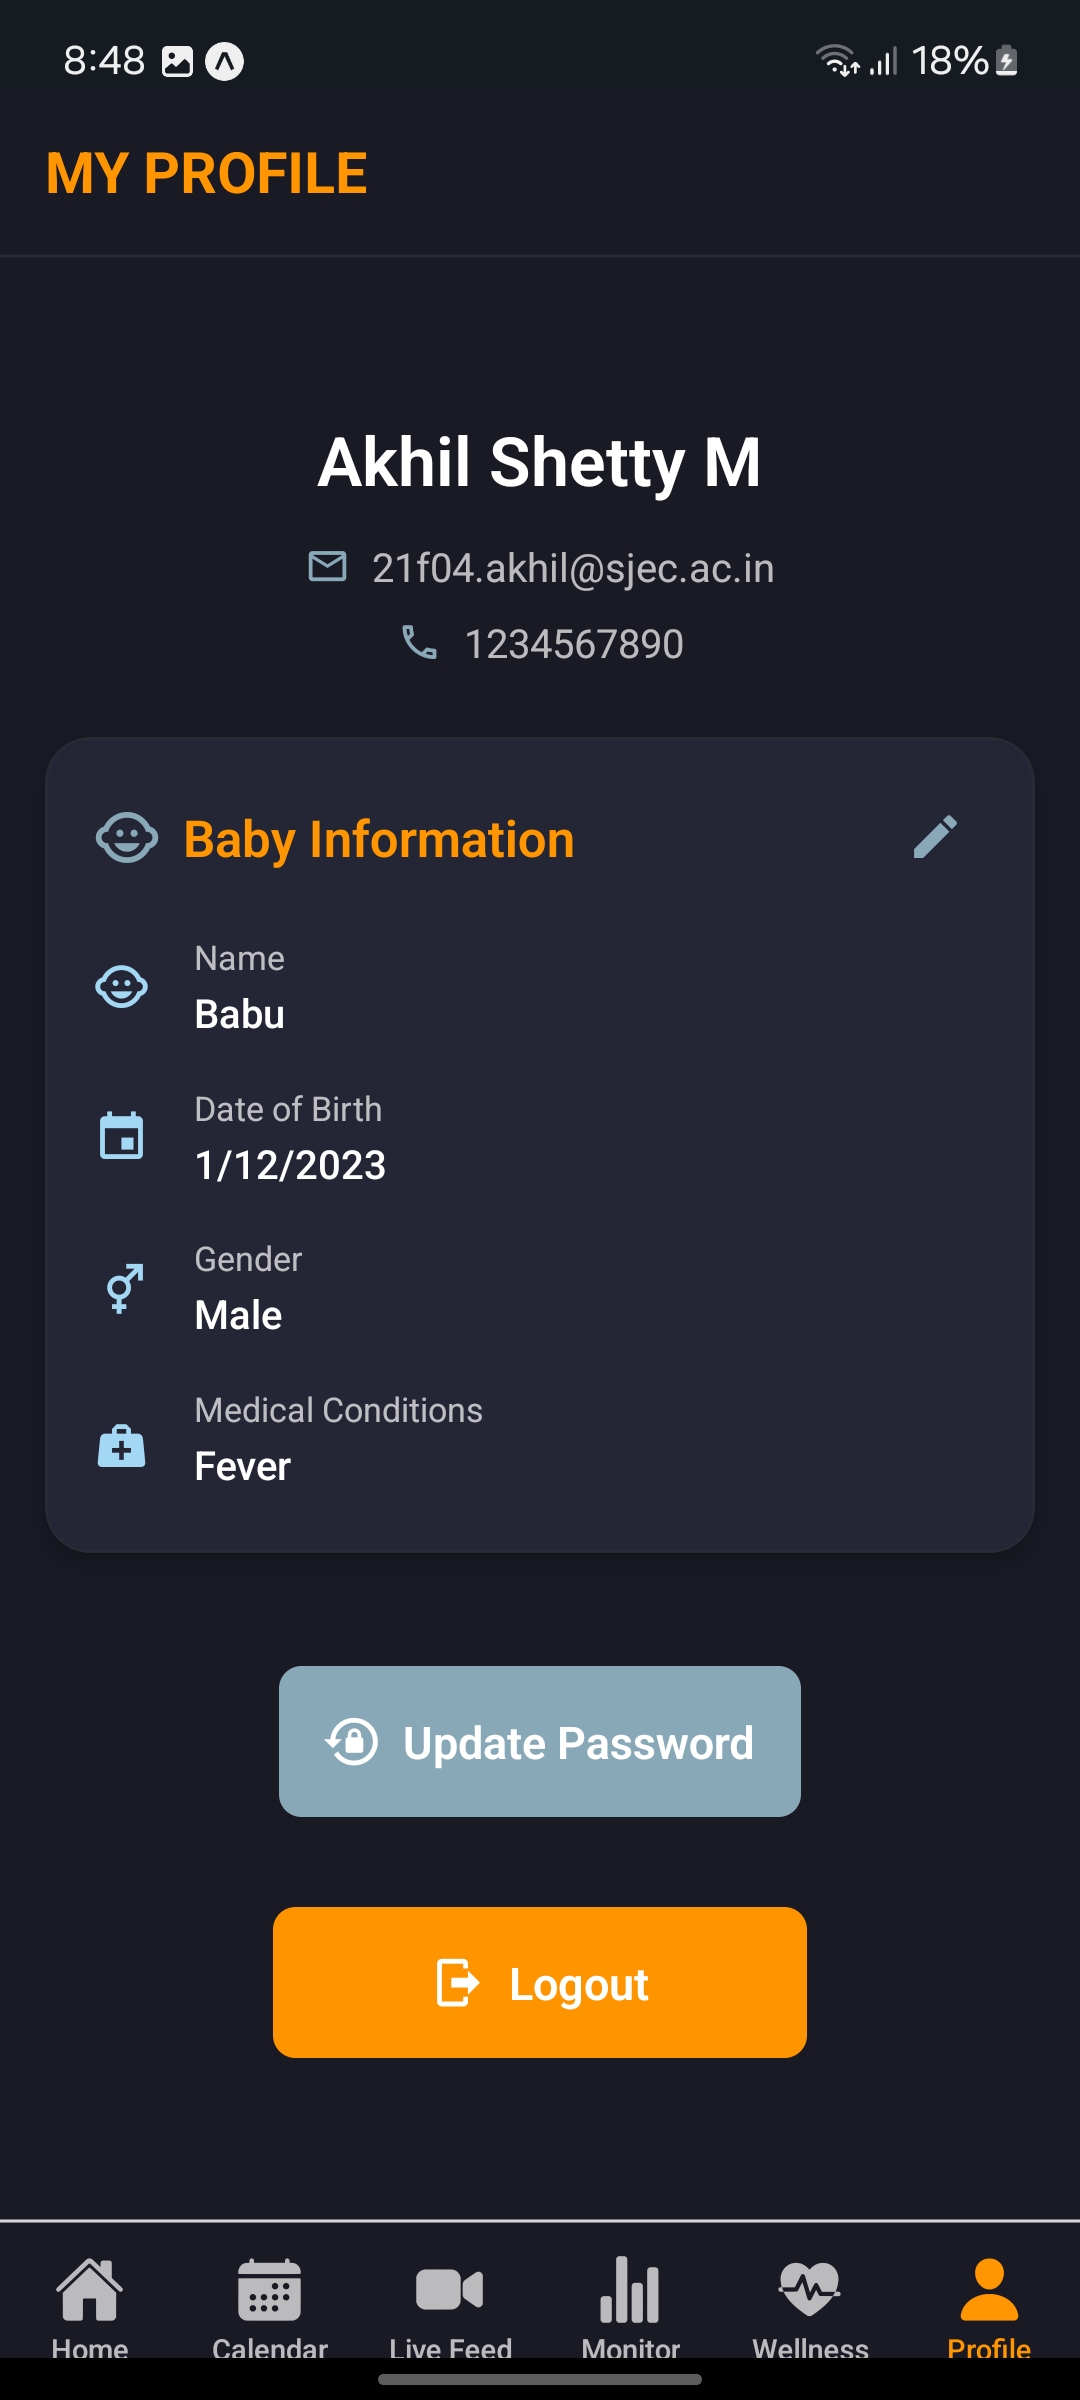 8:48 18%
MY PROFILE
Akhil Shetty M
21f04.akhil@sjec.ac.in
1234567890
Baby Information
Name
Babu
Date of Birth
1/12/2023
Gender
Male
Medical Conditions
Fever
Update Password
Logout
Home Calendar Live Feed Monitor Wellness Profile